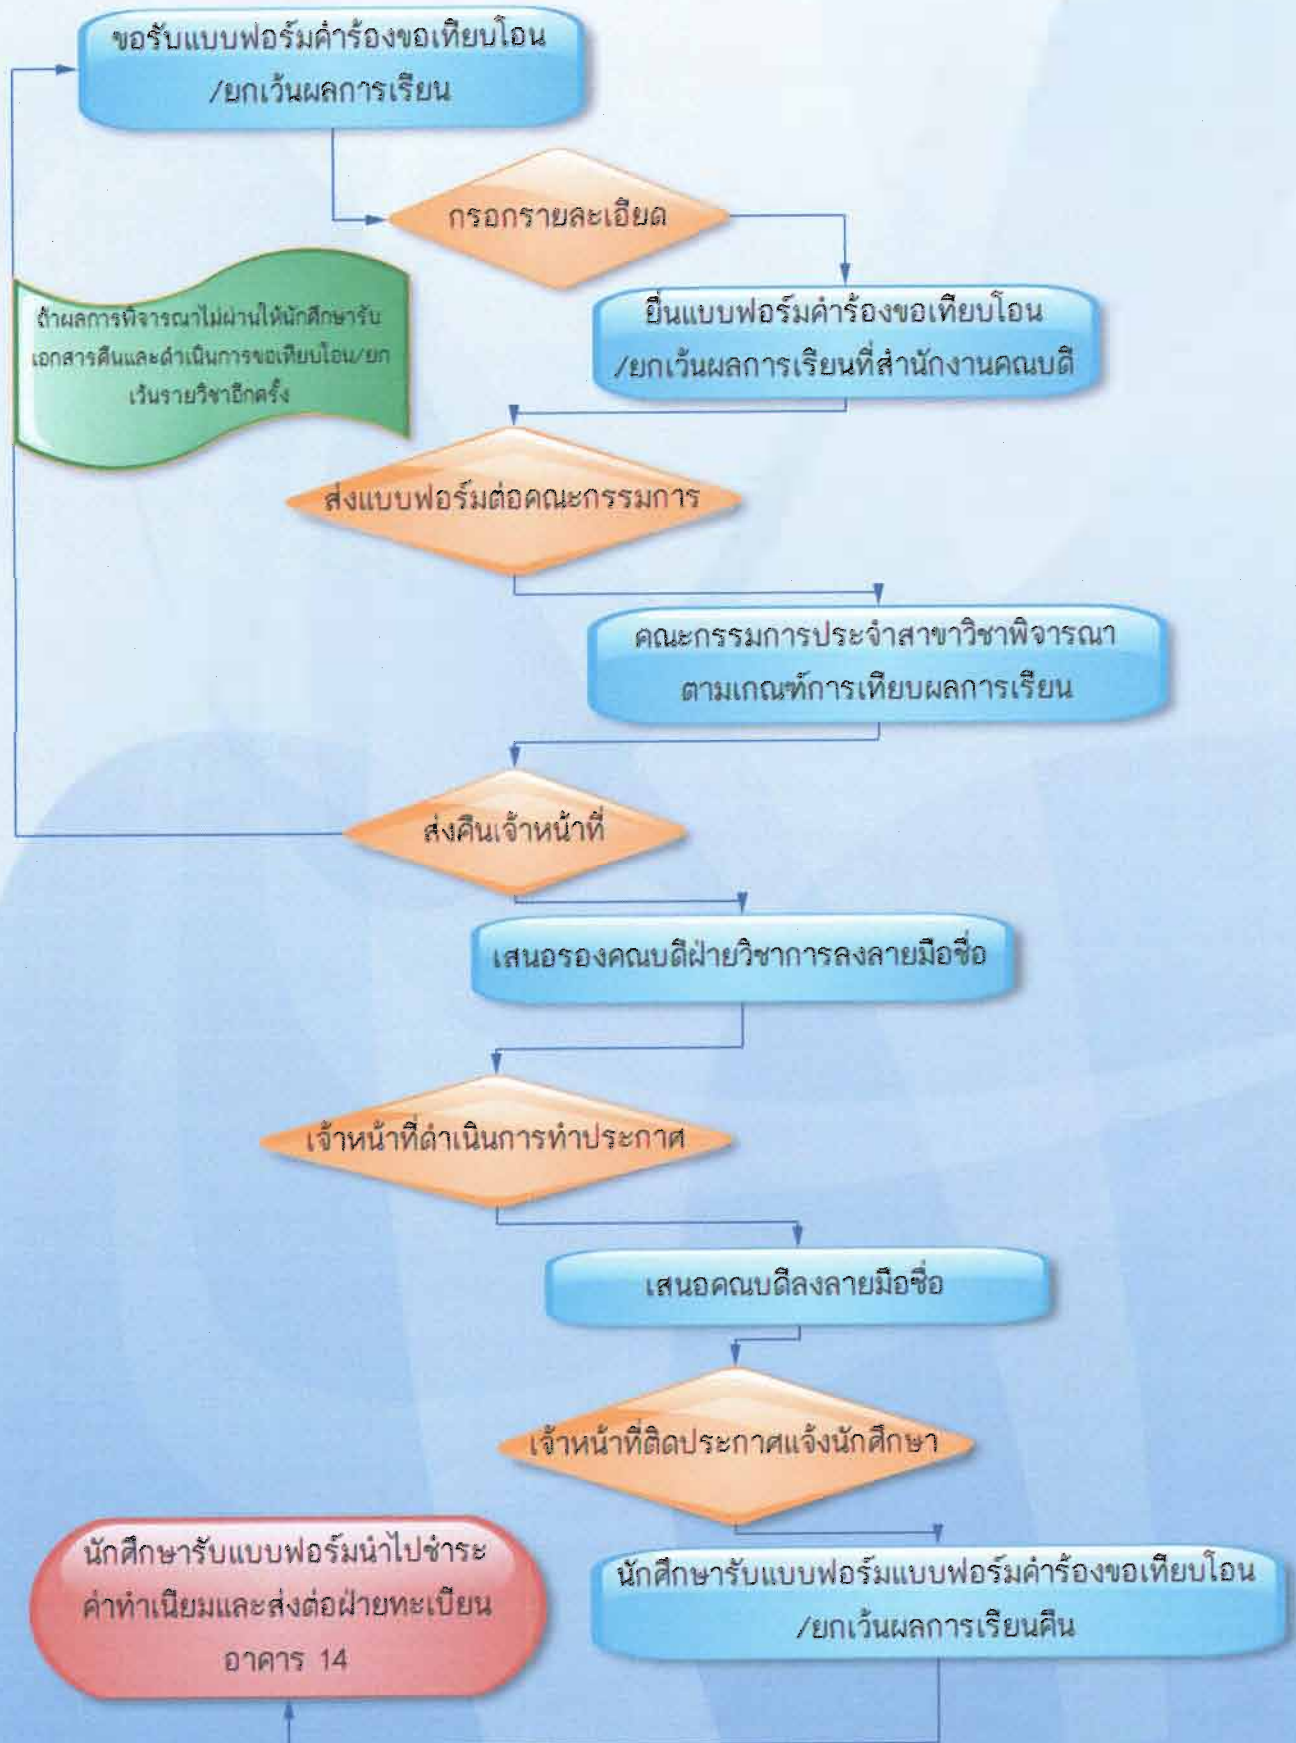 ขอรับแบบฟอร์มคำร้องขอเทียบโอน
/ยกเว้นผลการเรียน
กรอกรายละเอียด
ยื่นแบบฟอร์มคำร้องขอเทียบโอน
/ยกเว้นผลการเรียนที่สำนักงานคณบดี
ถ้าผลการพิจารณาไม่ผ่านให้นักศึกษารับ
เอกสารคืนและดำเนินการขอเทียบโอน/ยก
เว้นรายวิชาอีกครั้ง
ส่งแบบฟอร์มต่อคณะกรรมการ
คณะกรรมการประจำสาขาวิชาพิจารณา
ตามเกณฑ์การเทียบผลการเรียน
ส่งคืนเจ้าหน้าที่
เสนอรองคณบดีฝ่ายวิชาการลงลายมือชื่อ
เจ้าหน้าที่ดำเนินการทำประกาศ
เสนอคณบดีลงลายมือชื่อ
เจ้าหน้าที่ติดประกาศแจ้งนักศึกษา
นักศึกษารับแบบฟอร์มแบบฟอร์มคำร้องขอเทียบโอน
/ยกเว้นผลการเรียนคืน
นักศึกษารับแบบฟอร์มนำไปชำระ
ค่าทำเนียมและส่งต่อฝ่ายทะเบียน
อาคาร 14